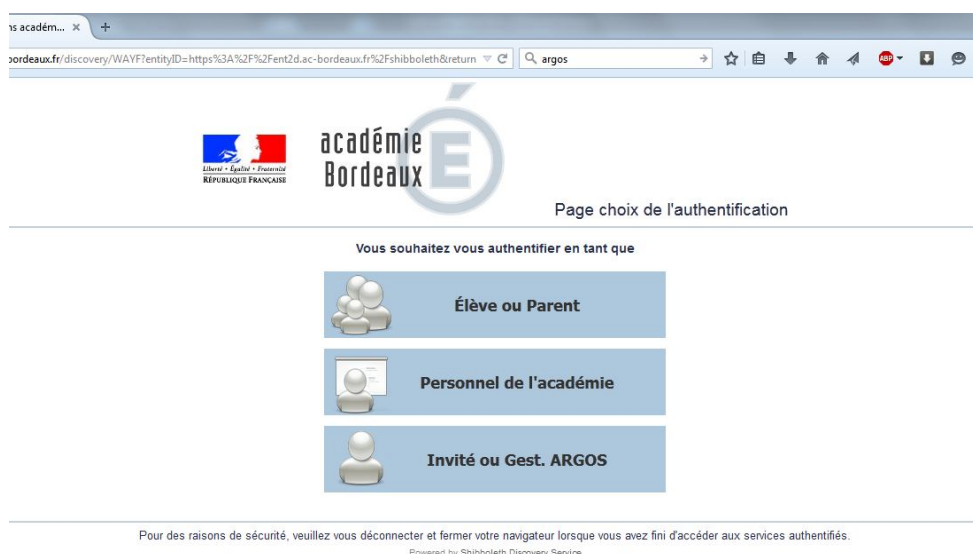 ns académ...
bordeaux.fr/discovery/WAYF?entityID=https%3A%2F%2Fent2d.ac-bordeaux.fr%2Fshibboleth&return
argos
ABP
Liberté • Égalité • Fraternité
RÉPUBLIQUE FRANÇAISE
académie
Bordeaux
É
Page choix de l'authentification
Vous souhaitez vous authentifier en tant que
Élève ou Parent
Personnel de l'académie
Invité ou Gest. ARGOS
Pour des raisons de sécurité, veuillez vous déconnecter et fermer votre navigateur lorsque vous avez fini d'accéder aux services authentifiés.
Powered by Shibboleth Discovery Service